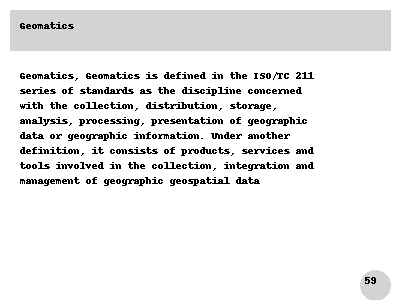 Geomatics
Geomatics, Geomatics is defined in the ISO/TC 211
series of standards as the discipline concerned
with the collection, distribution, storage,
analysis, processing, presentation of geographic
data or geographic information. Under another
definition, it consists of products, services and
tools involved in the collection, integration and
management of geographic geospatial data
59